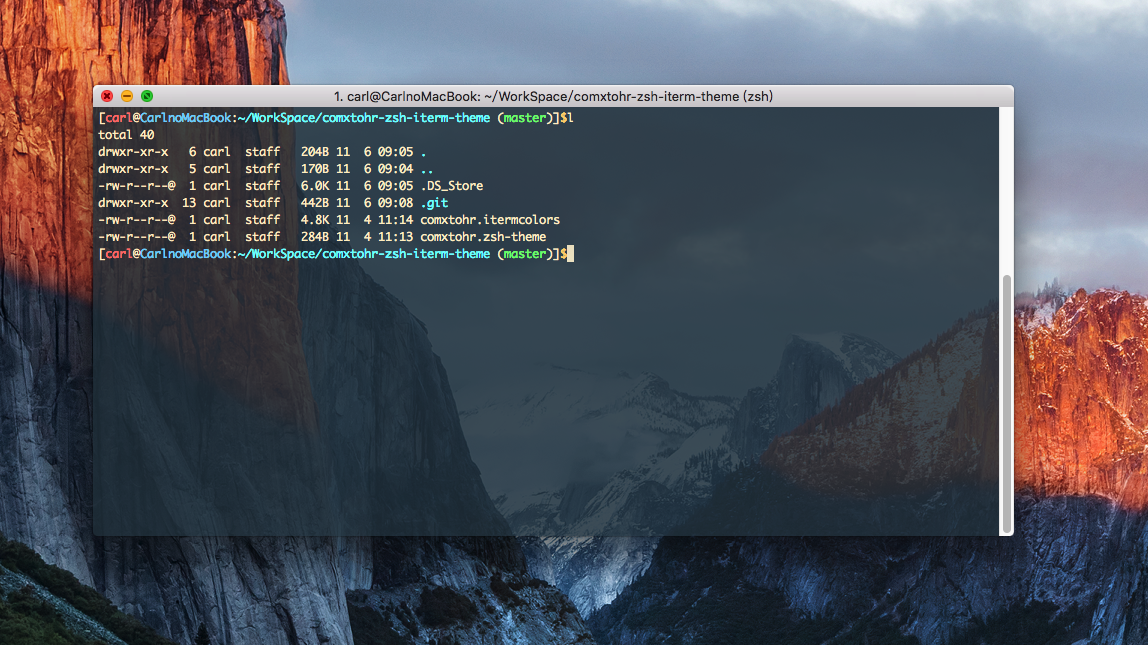 1. carl@CarlnoMacBook: ~/WorkSpace/comxtohr-zsh-iterm-theme (zsh)
[carl@CarlnoMacBook:~/WorkSpace/comxtohr-zsh-iterm-theme (master)]$l
total 40
drwxr-xr-x   6 carl  staff   204B 11  6 09:05 .
drwxr-xr-x   5 carl  staff   170B 11  6 09:04 ..
-rw-r--r--@  1 carl  staff   6.0K 11  6 09:05 .DS_Store
drwxr-xr-x  13 carl  staff   442B 11  6 09:08 .git
-rw-r--r--@  1 carl  staff   4.8K 11  4 11:14 comxtohr.itermcolors
-rw-r--r--@  1 carl  staff   284B 11  4 11:13 comxtohr.zsh-theme
[carl@CarlnoMacBook:~/WorkSpace/comxtohr-zsh-iterm-theme (master)]$